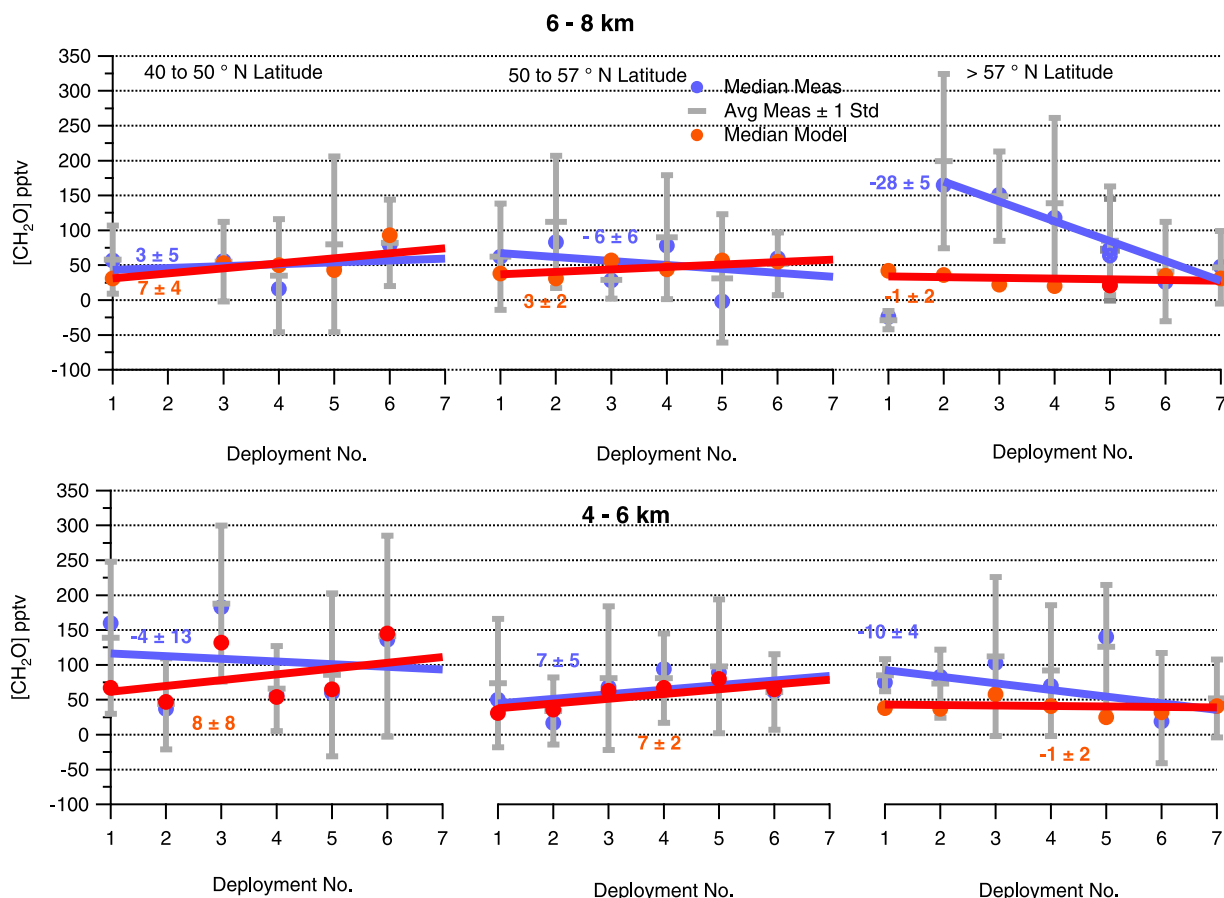 6 - 8 km
[CH₂O] pptv
350
300
250
200
150
100
50
0
-50
-100
40 to 50 ° N Latitude
50 to 57 ° N Latitude
> 57 ° N Latitude
Median Meas
Avg Meas ± 1 Std
Median Model
3 ± 5
7 ± 4
- 6 ± 6
3 ± 2
-28 ± 5
-1 ± 2
1 2 3 4 5 6 7
1 2 3 4 5 6 7
1 2 3 4 5 6 7
Deployment No.
Deployment No.
Deployment No.
4 - 6 km
[CH₂O] pptv
350
300
250
200
150
100
50
0
-50
-100
-4 ± 13
8 ± 8
7 ± 5
7 ± 2
-10 ± 4
-1 ± 2
1 2 3 4 5 6 7
1 2 3 4 5 6 7
1 2 3 4 5 6 7
Deployment No.
Deployment No.
Deployment No.